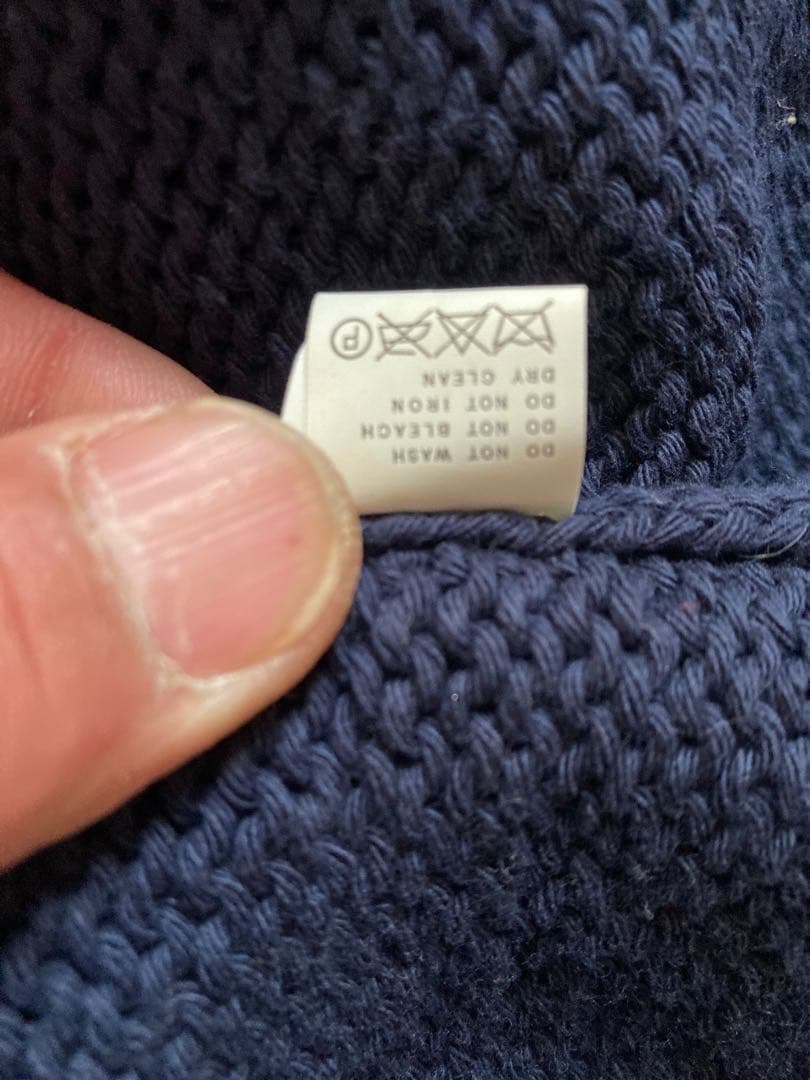 DO NOT WASH
DO NOT BLEACH
DO NOT IRON
DRY CLEAN
P